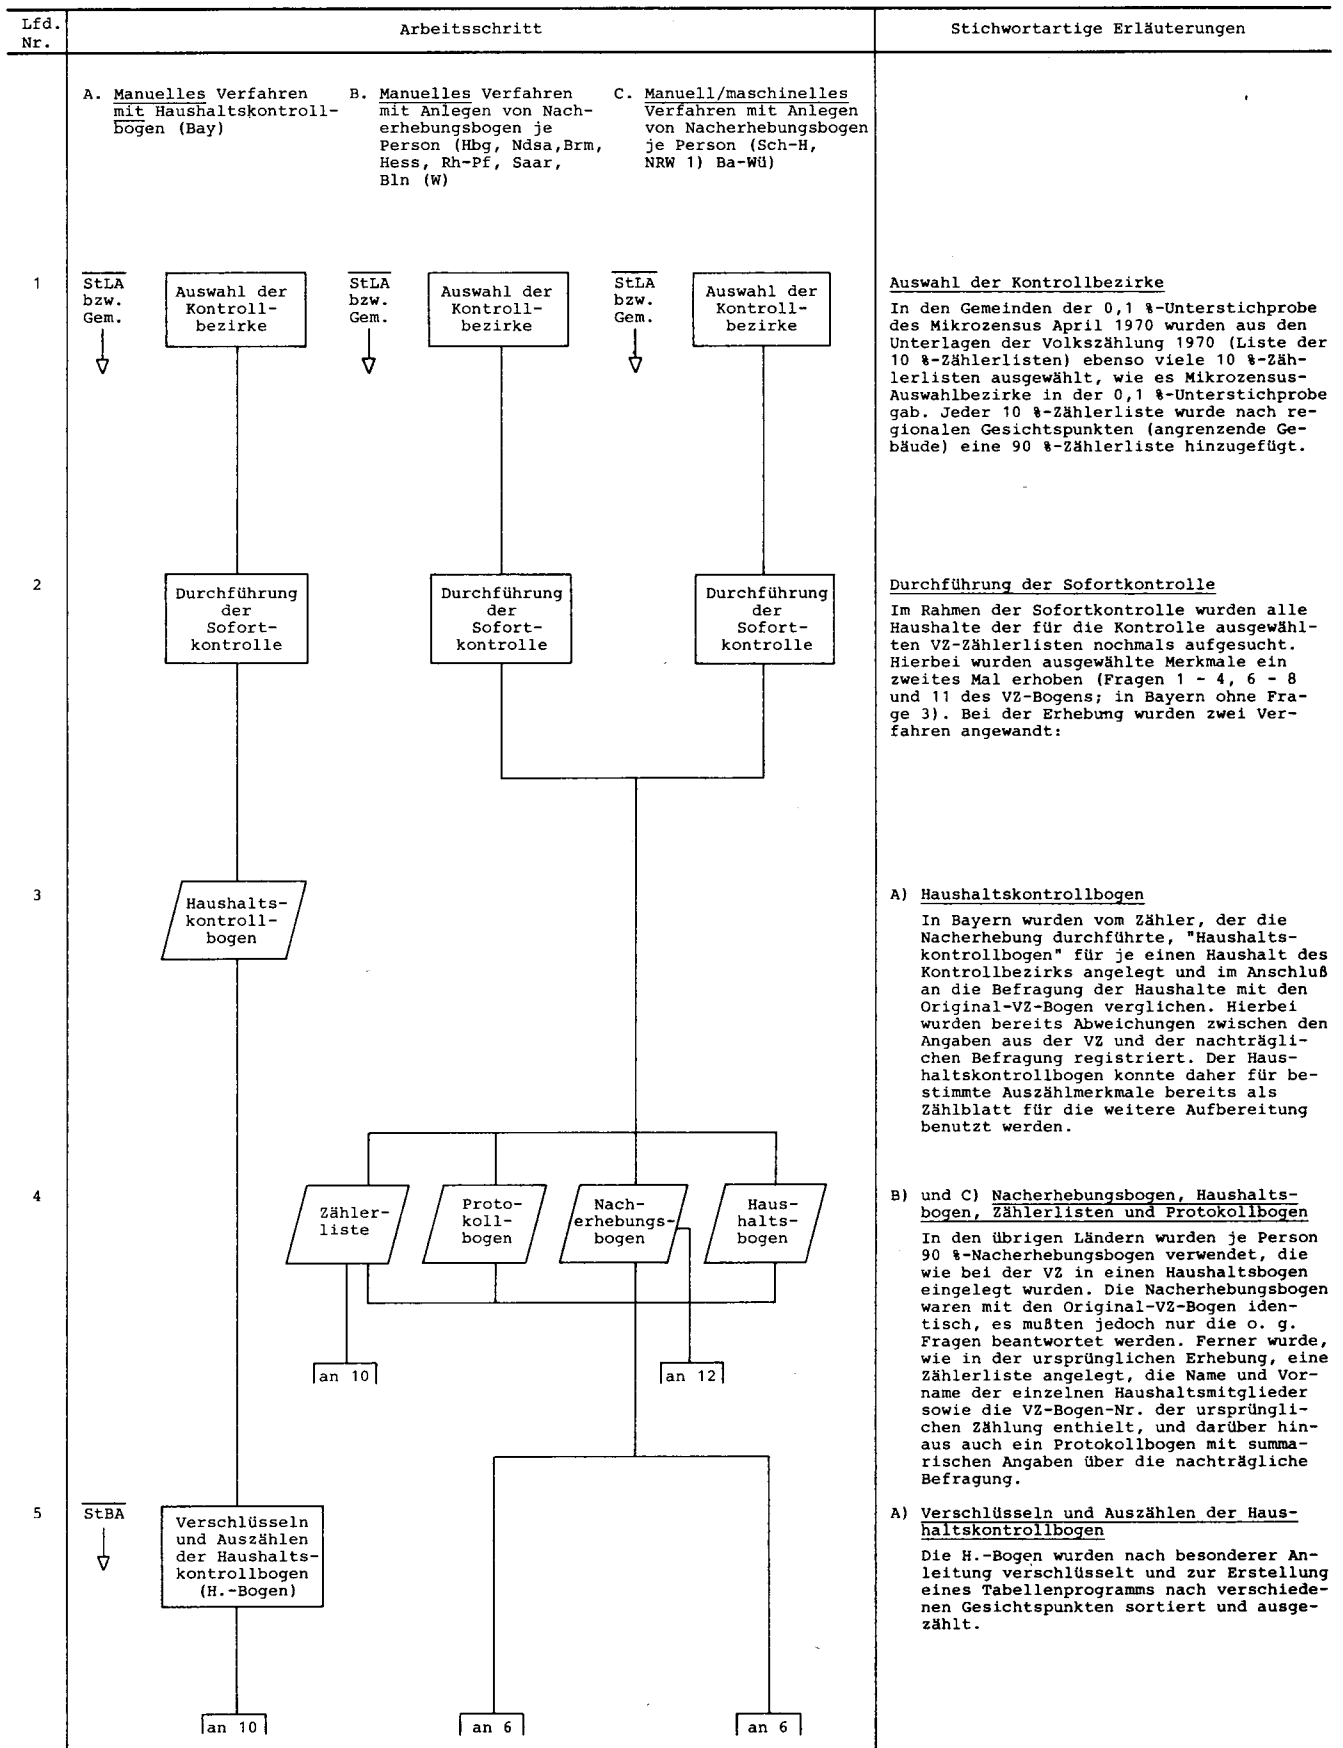 Lfd.
Nr.
Arbeitsschritt
Stichwortartige Erläuterungen
A. Manuelles Verfahren
mit Haushaltskontroll-
bogen (Bay)
B. Manuelles Verfahren
mit Anlegen von Nach-
erhebungsbogen je
Person (Hbg, Ndsa,Brm,
Hess, Rh-Pf, Saar,
Bln (W)
C. Manuell/maschinelles
Verfahren mit Anlegen
von Nacherhebungsbogen
je Person (Sch-H,
NRW 1) Ba-Wü)
1
StLA
bzw.
Gem.
Auswahl der
Kontroll-
bezirke
StLA
bzw.
Gem.
Auswahl der
Kontroll-
bezirke
StLA
bzw.
Gem.
Auswahl der
Kontroll-
bezirke
Auswahl der Kontrollbezirke
In den Gemeinden der 0,1 %-Unterstichprobe
des Mikrozensus April 1970 wurden aus den
Unterlagen der Volkszählung 1970 (Liste der
10 %-Zählerlisten) ebenso viele 10 %-Zäh-
lerlisten ausgewählt, wie es Mikrozensus-
Auswahlbezirke in der 0,1 %-Unterstichprobe
gab. Jeder 10 %-Zählerliste wurde nach re-
gionalen Gesichtspunkten (angrenzende Ge-
bäude) eine 90 %-Zählerliste hinzugefügt.
2
Durchführung
der
Sofort-
kontrolle
Durchführung
der
Sofort-
kontrolle
Durchführung
der
Sofort-
kontrolle
Durchführung der Sofortkontrolle
Im Rahmen der Sofortkontrolle wurden alle
Haushalte der für die Kontrolle ausgewähl-
ten VZ-Zählerlisten nochmals aufgesucht.
Hierbei wurden ausgewählte Merkmale ein
zweites Mal erhoben (Fragen 1 - 4, 6 - 8
und 11 des VZ-Bogens; in Bayern ohne Fra-
ge 3). Bei der Erhebung wurden zwei Ver-
fahren angewandt:
3
Haushalts-
kontroll-
bogen
A) Haushaltskontrollbogen
In Bayern wurden vom Zähler, der die
Nacherhebung durchführte, "Haushalts-
kontrollbogen" für je einen Haushalt des
Kontrollbezirks angelegt und im Anschluß
an die Befragung der Haushalte mit den
Original-VZ-Bogen verglichen. Hierbei
wurden bereits Abweichungen zwischen den
Angaben aus der VZ und der nachträgli-
chen Befragung registriert. Der Haus-
haltskontrollbogen konnte daher für be-
stimmte Auszählmerkmale bereits als
Zählblatt für die weitere Aufbereitung
benutzt werden.
4
Zähler-
liste
Proto-
koll-
bogen
Nach-
erhebungs-
bogen
Haus-
halts-
bogen
an 10
an 12
B) und C) Nacherhebungsbogen, Haushalts-
bogen, Zählerlisten und Protokollbogen
In den übrigen Ländern wurden je Person
90 %-Nacherhebungsbogen verwendet, die
wie bei der VZ in einen Haushaltsbogen
eingelegt wurden. Die Nacherhebungsbogen
waren mit den Original-VZ-Bogen iden-
tisch, es mußten jedoch nur die o. g.
Fragen beantwortet werden. Ferner wurde,
wie in der ursprünglichen Erhebung, eine
Zählerliste angelegt, die Name und Vor-
name der einzelnen Haushaltsmitglieder
sowie die VZ-Bogen-Nr. der ursprüngli-
chen Zählung enthielt, und darüber hin-
aus auch ein Protokollbogen mit summa-
rischen Angaben über die nachträgliche
Befragung.
5
StBA
Verschlüsseln
und Auszählen
der Haushalts-
kontrollbogen
(H.-Bogen)
A) Verschlüsseln und Auszählen der Haus-
haltskontrollbogen
Die H.-Bogen wurden nach besonderer An-
leitung verschlüsselt und zur Erstellung
eines Tabellenprogramms nach verschiede-
nen Gesichtspunkten sortiert und ausge-
zählt.
an 10
an 6
an 6